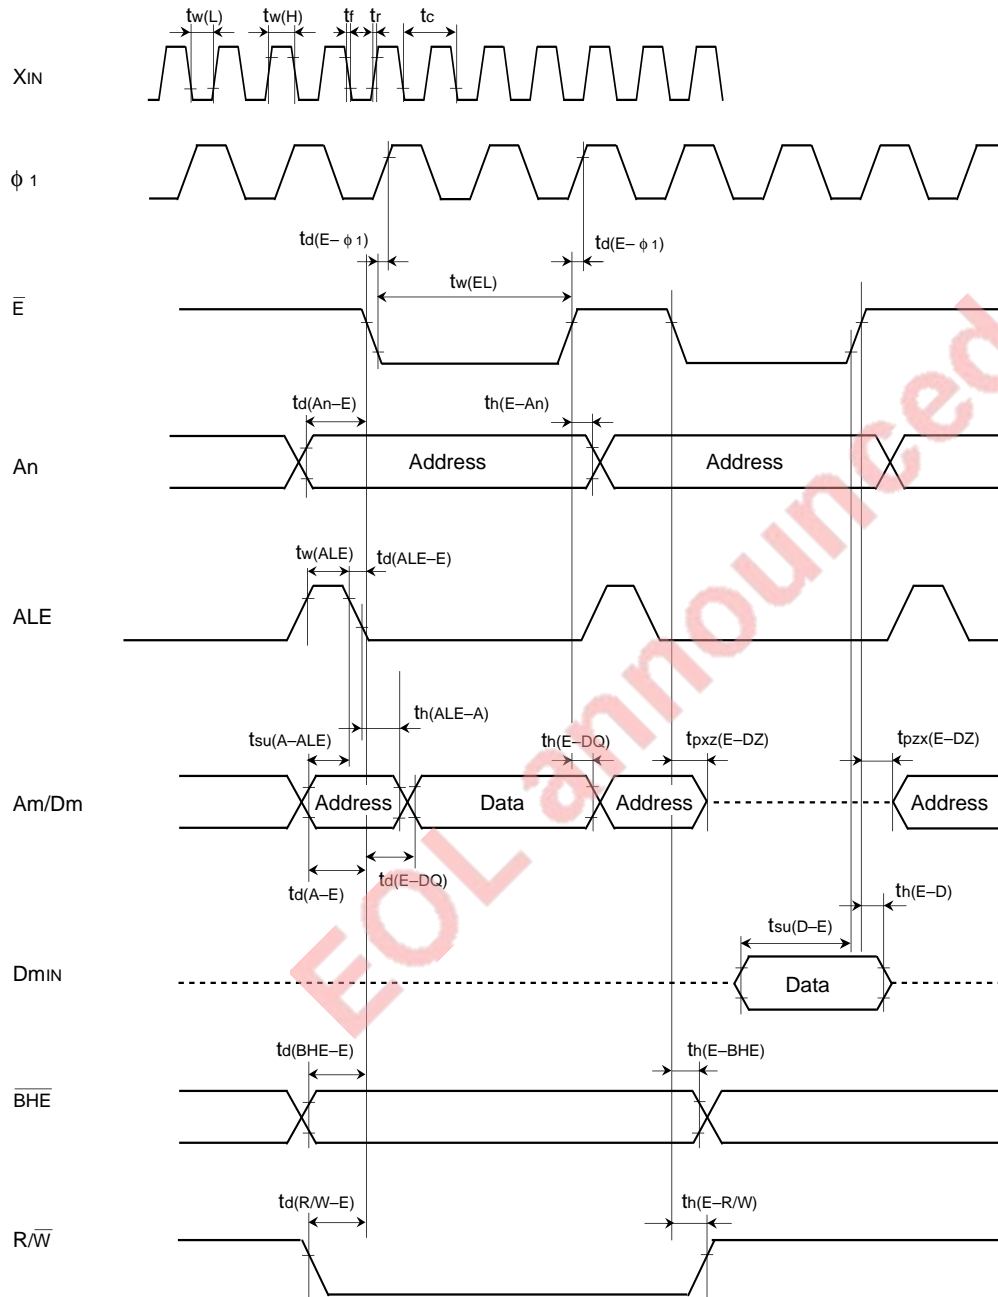 tw(L) tw(H) tf tr tc
XIN
ϕ 1
td(E–ϕ 1) td(E–ϕ 1)
tw(EL)
E̅
td(An–E) th(E–An)
An Address Address
tw(ALE) td(ALE–E)
ALE
th(ALE–A)
tsu(A–ALE) th(E–DQ) tpxz(E–DZ) tpzx(E–DZ)
Am/Dm Address Data Address Address
td(A–E) td(E–DQ)
th(E–D)
tsu(D–E)
DmIN Data
td(BHE–E) th(E–BHE)
B̅H̅E̅
td(R/W–E) th(E–R/W)
R/W̅
EOL announced